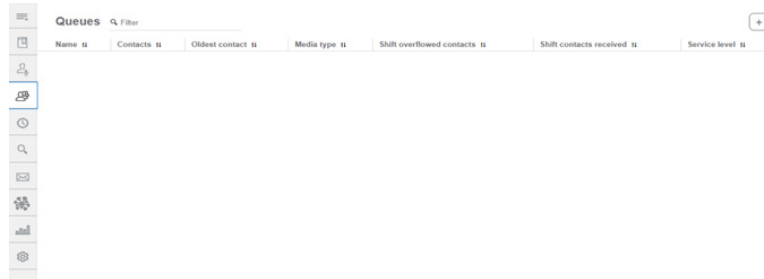 Queues Filter
Name Contacts Oldest contact Media type Shift overflowed contacts Shift contacts received Service level